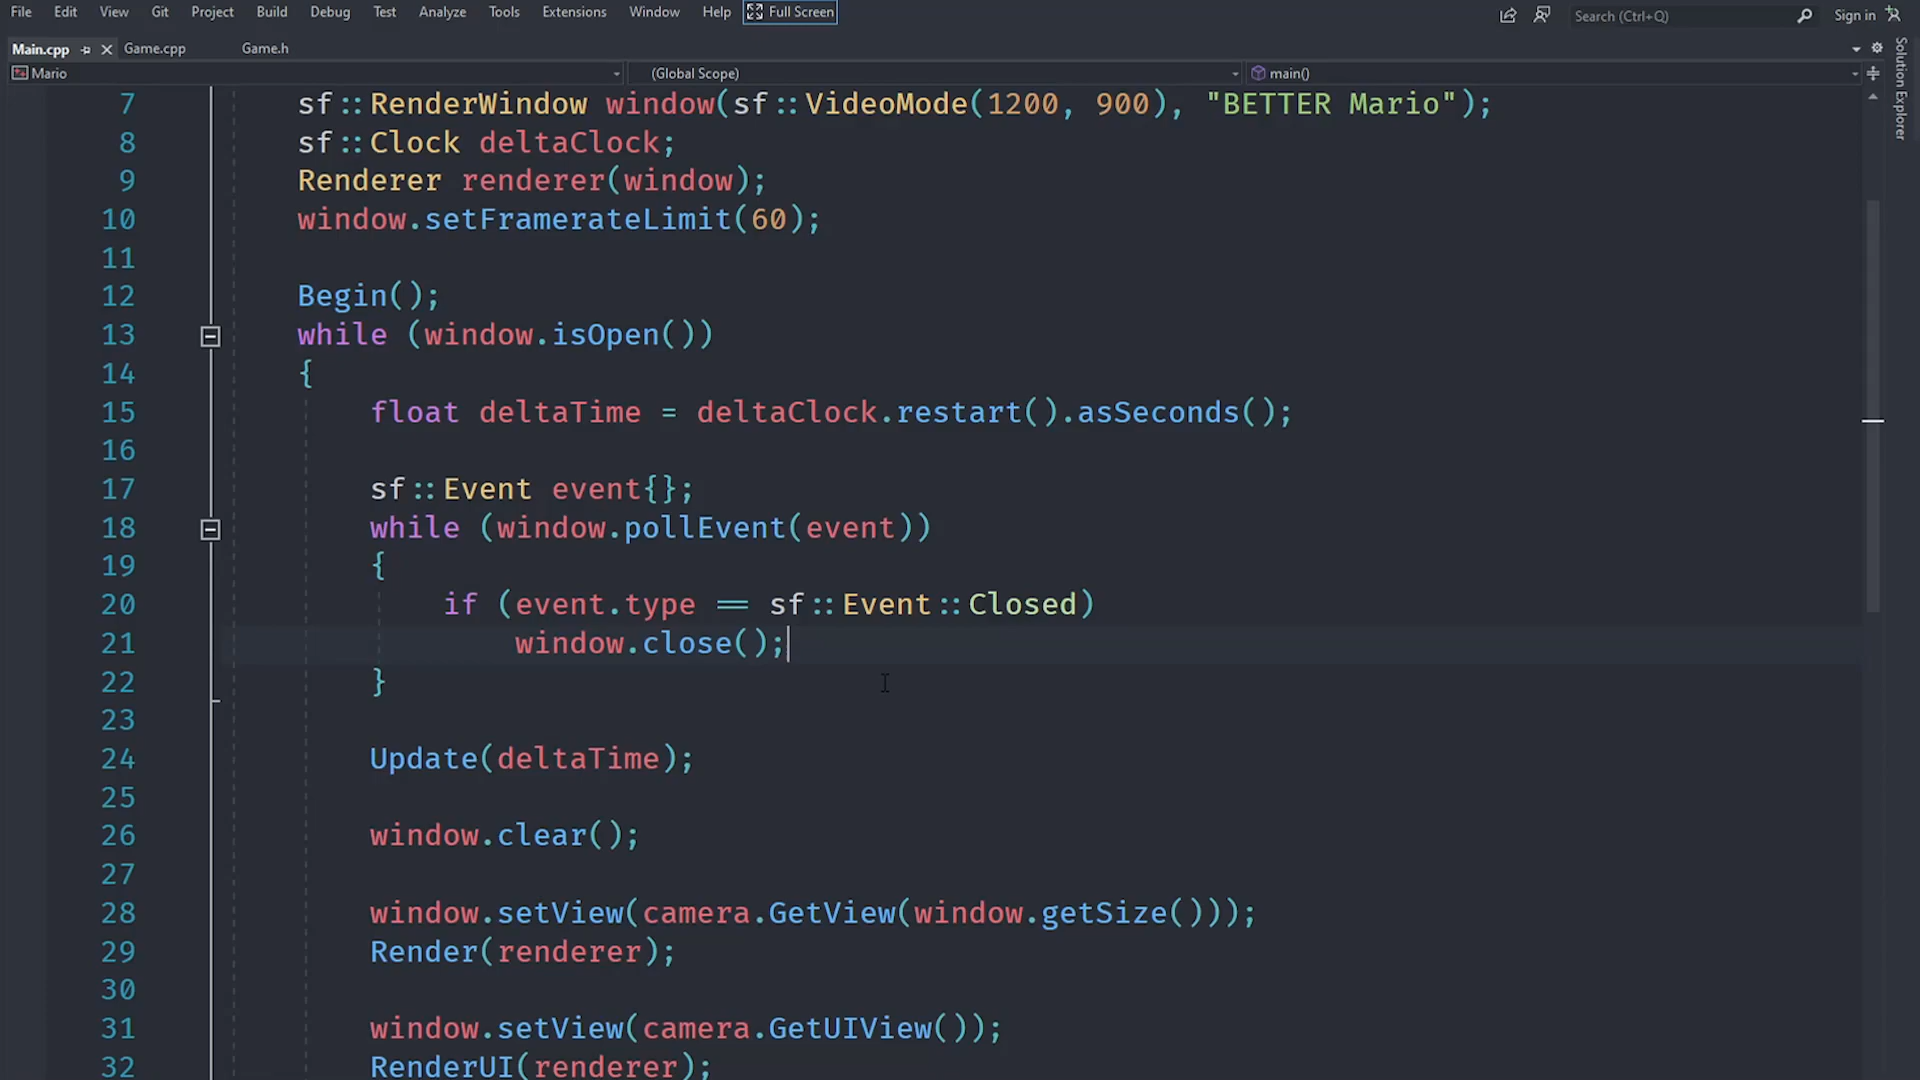 File Edit View Git Project Build Debug Test Analyze Tools Extensions Window Help Full Screen Search (Ctrl+Q) Sign in
Main.cpp Game.cpp Game.h
Mario (Global Scope) main()
Solution Explorer
7 sf::RenderWindow window(sf::VideoMode(1200, 900), "BETTER Mario");
8 sf::Clock deltaClock;
9 Renderer renderer(window);
10 window.setFramerateLimit(60);
11
12 Begin();
13 while (window.isOpen())
14 {
15 float deltaTime = deltaClock.restart().asSeconds();
16
17 sf::Event event{};
18 while (window.pollEvent(event))
19 {
20 if (event.type == sf::Event::Closed)
21 window.close();
22 }
23
24 Update(deltaTime);
25
26 window.clear();
27
28 window.setView(camera.GetView(window.getSize()));
29 Render(renderer);
30
31 window.setView(camera.GetUIView());
32 RenderUI(renderer);